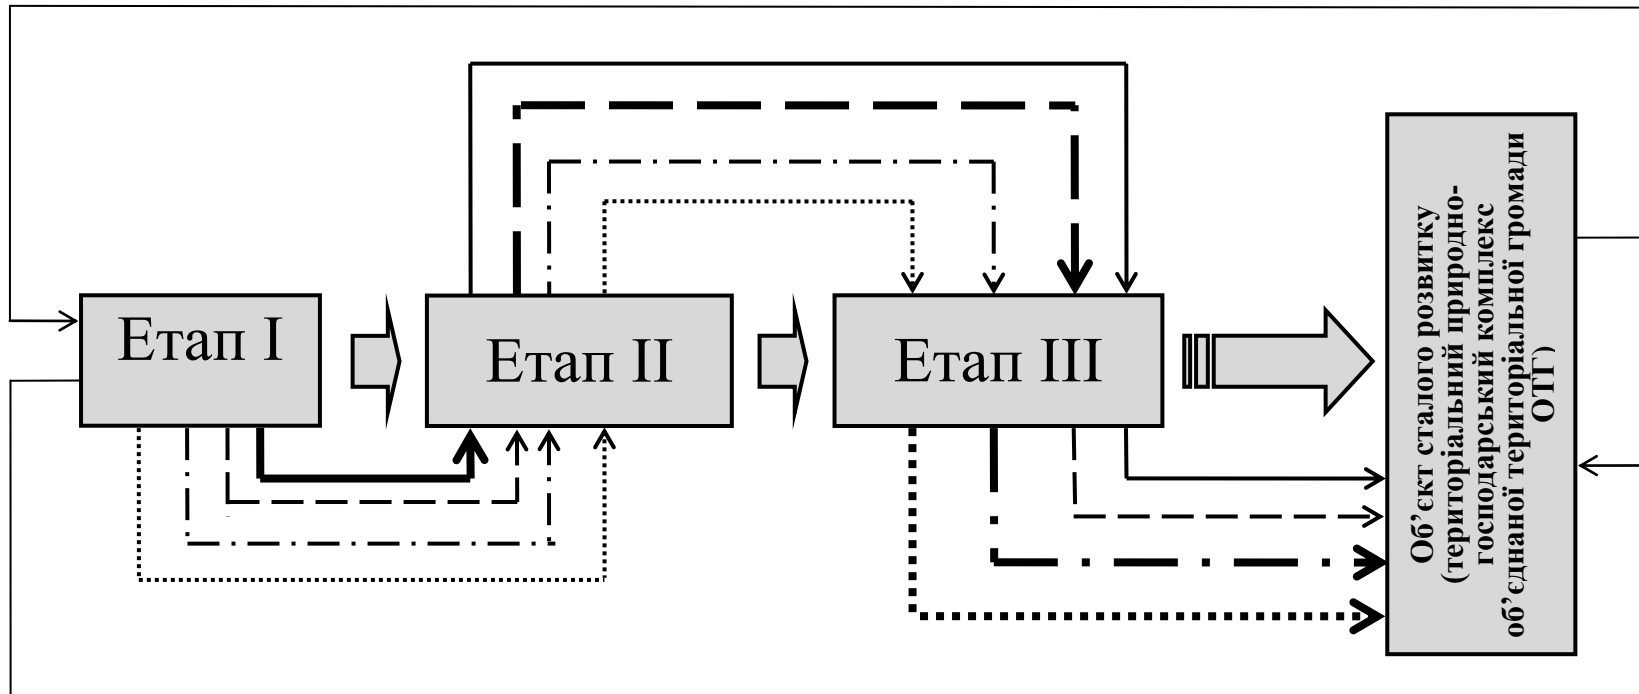 Етап I
Етап II
Етап III
Об’єкт сталого розвитку
(територіальний природно-
господарський комплекс
об’єднаної територіальної громади
ОТГ)